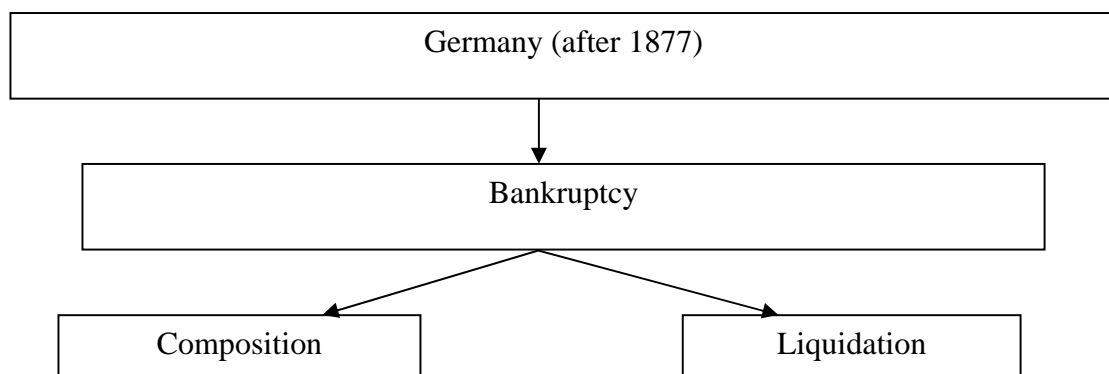 Germany (after 1877)
Bankruptcy
Composition
Liquidation